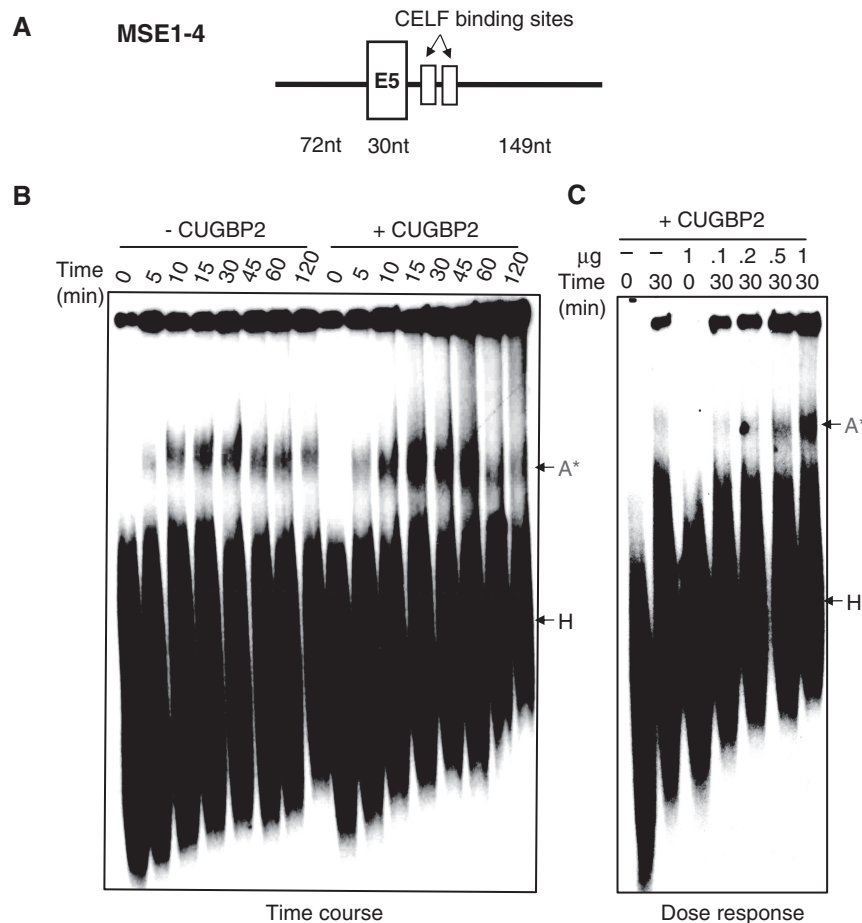 A
MSE1-4
CELF binding sites
E5
72nt 30nt 149nt
B
- CUGBP2 + CUGBP2
Time (min) 0 5 10 15 30 45 60 120 0 5 10 15 30 45 60 120
A*
H
Time course
C
+ CUGBP2
μg – – 1 .1 .2 .5 1
Time (min) 0 30 0 30 30 30 30
A*
H
Dose response